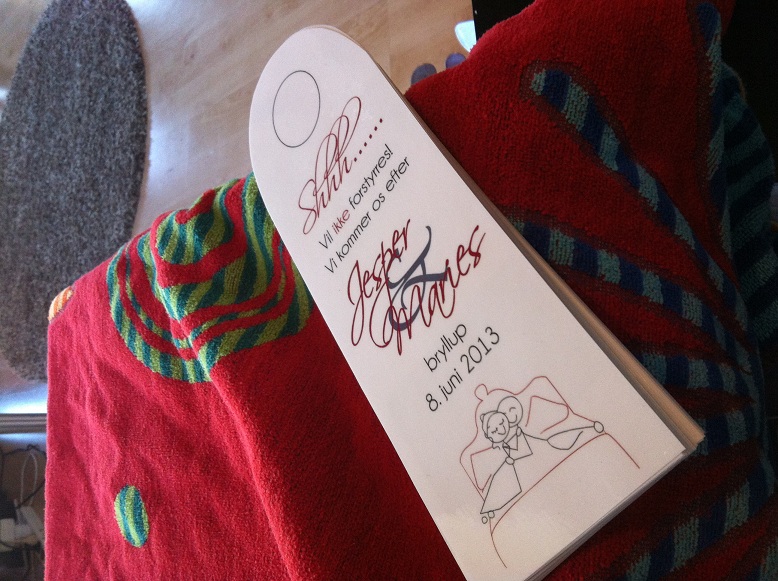 Shhh......
Vil ikke forstyrres!
Vi kommer os efter
Jesper
&
Maries
bryllup
8. juni 2013